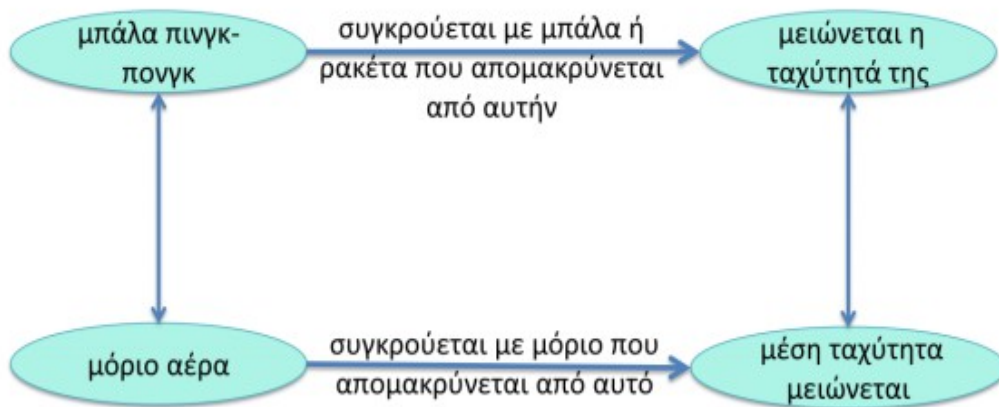 μπάλα πινγκ-
πονγκ
συγκρούεται με μπάλα ή
ρακέτα που απομακρύνεται
από αυτήν
μειώνεται η
ταχύτητά της
μόριο αέρα
συγκρούεται με μόριο που
απομακρύνεται από αυτό
μέση ταχύτητα
μειώνεται